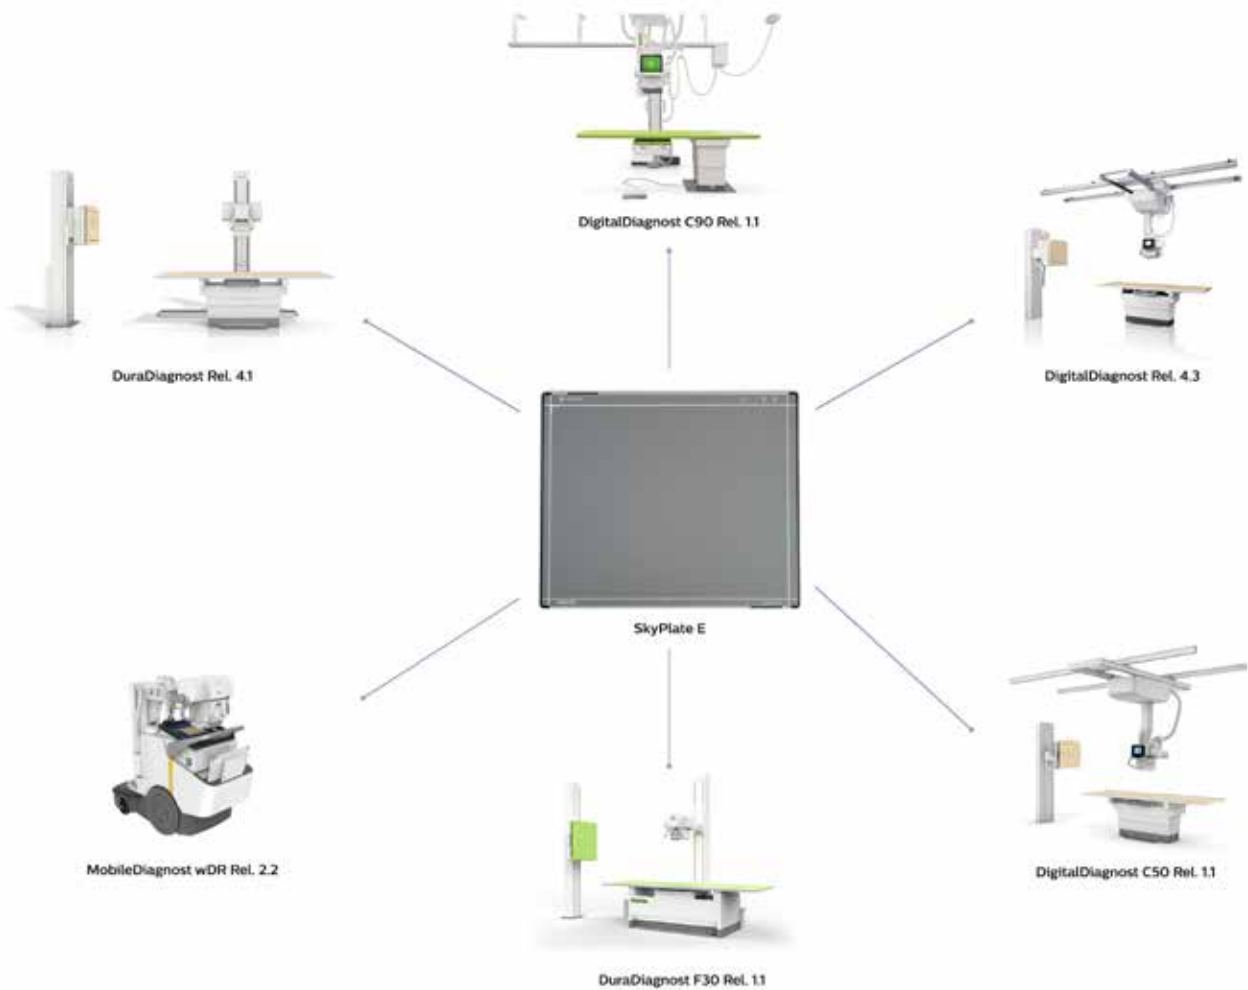 DigitalDiagnost C90 Rel. 1.1
DuraDiagnost Rel. 4.1
DigitalDiagnost Rel. 4.3
SkyPlate E
MobileDiagnost wDR Rel. 2.2
DigitalDiagnost C50 Rel. 1.1
DuraDiagnost F30 Rel. 1.1